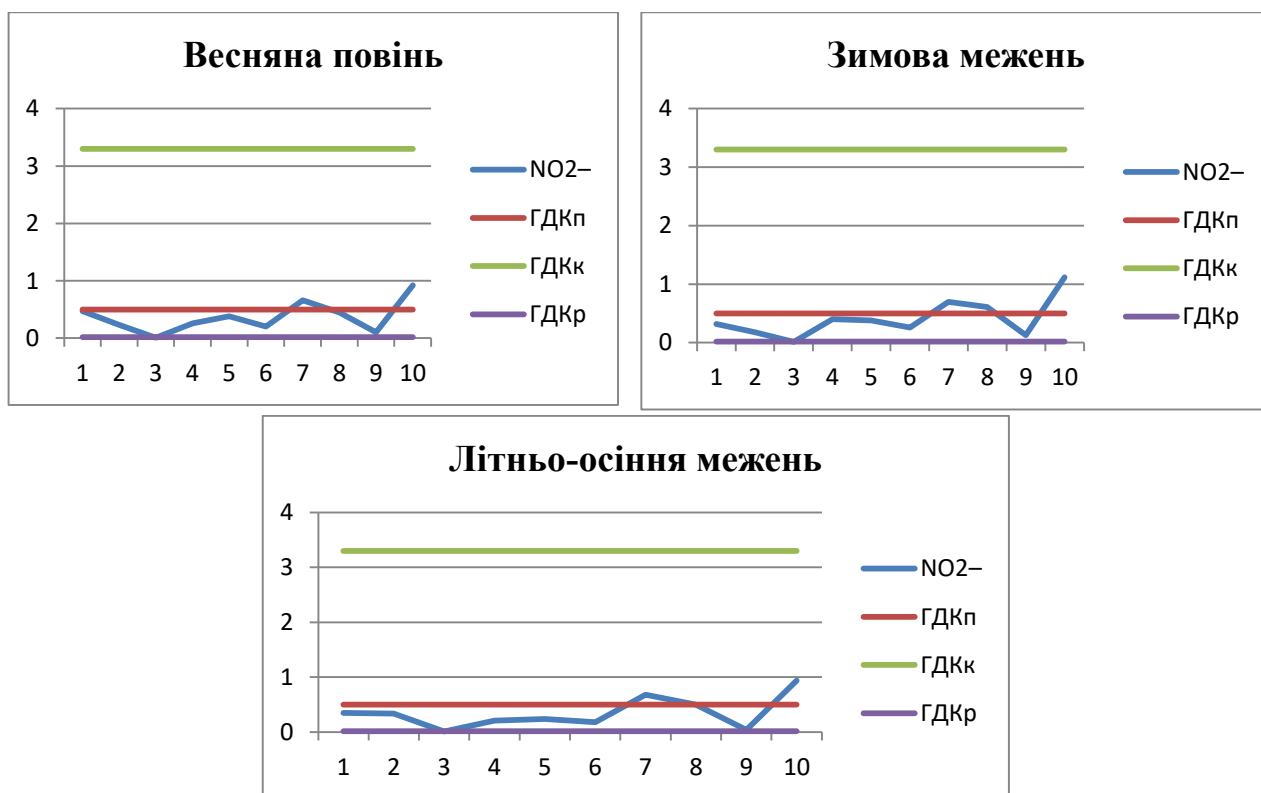 Весняна повінь
4
3
2
1
0
1 2 3 4 5 6 7 8 9 10
NO2–
ГДКп
ГДКк
ГДКр
Зимова межень
4
3
2
1
0
1 2 3 4 5 6 7 8 9 10
NO2–
ГДКп
ГДКк
ГДКр
Літньо-осіння межень
4
3
2
1
0
1 2 3 4 5 6 7 8 9 10
NO2–
ГДКп
ГДКк
ГДКр